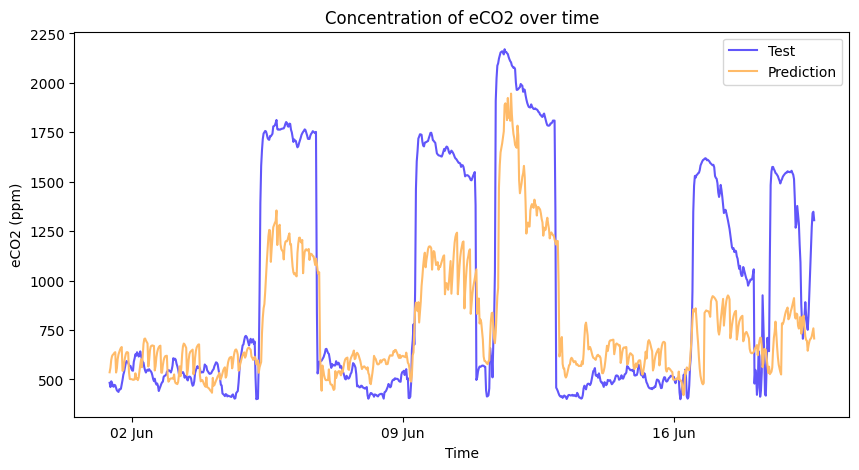 Concentration of eCO2 over time
2250
2000
1750
1500
1250
1000
750
500
eCO2 (ppm)
Test
Prediction
02 Jun
09 Jun
16 Jun
Time